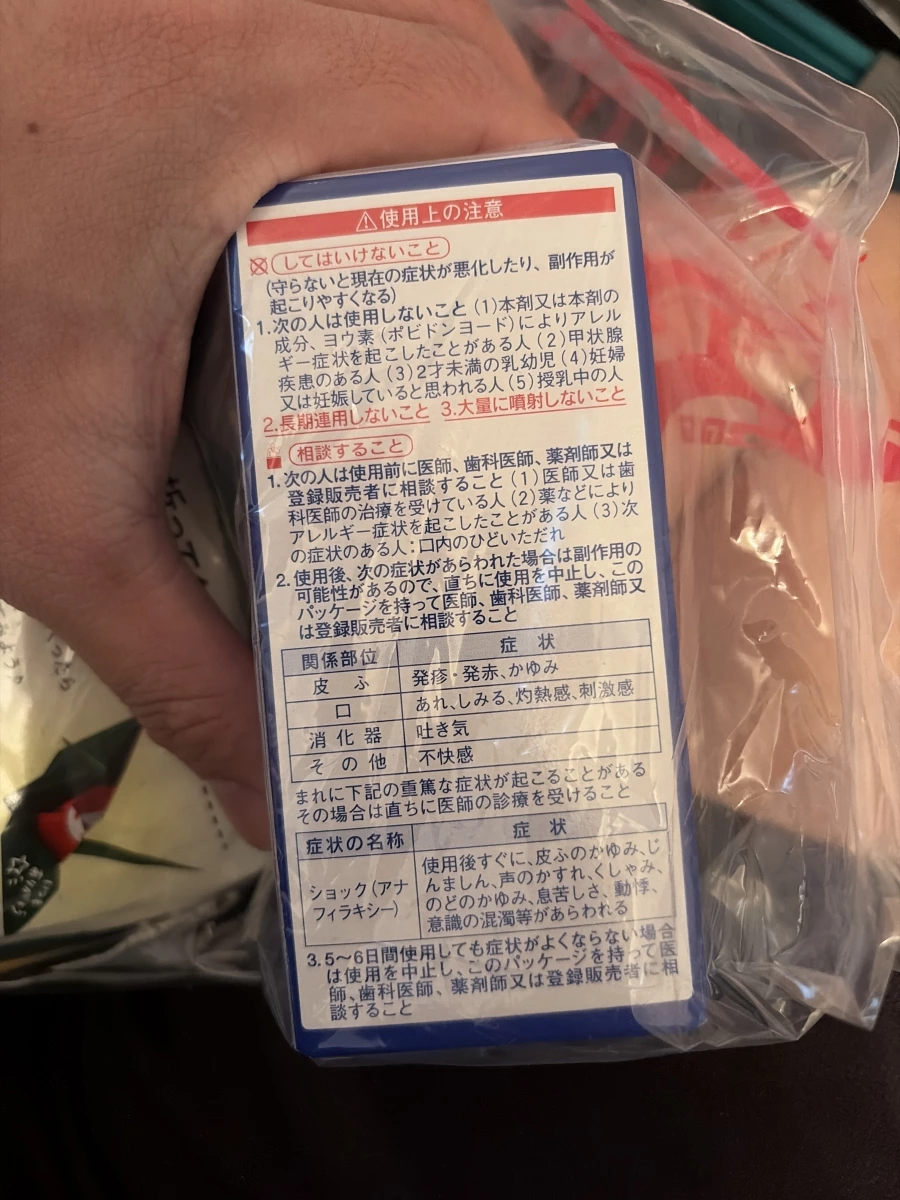 ⚠使用上の注意
してはいけないこと
(守らないと現在の症状が悪化したり、副作用が
起こりやすくなる)
1.次の人は使用しないこと (1)本剤又は本剤の
成分、ヨウ素(ポビドンヨード)によりアレル
ギー症状を起こしたことがある人 (2)甲状腺
疾患のある人 (3)2才未満の乳幼児 (4)妊婦
又は妊娠していると思われる人 (5)授乳中の人
2.長期連用しないこと 3.大量に噴射しないこと
相談すること
1.次の人は使用前に医師、歯科医師、薬剤師又は
登録販売者に相談すること (1)医師又は歯
科医師の治療を受けている人 (2)薬などにより
アレルギー症状を起こしたことがある人 (3)次
の症状のある人:口内のひどいただれ
2.使用後、次の症状があらわれた場合は副作用の
可能性があるので、直ちに使用を中止し、この
パッケージを持って医師、歯科医師、薬剤師又
は登録販売者に相談すること
関係部位 症状
皮ふ 発疹・発赤、かゆみ
口 あれ、しみる、灼熱感、刺激感
消化器 吐き気
その他 不快感
まれに下記の重篤な症状が起こることがある
その場合は直ちに医師の診療を受けること
症状の名称 症状
ショック(アナ
フィラキシー)
使用後すぐに、皮ふのかゆみ、じ
んましん、声のかすれ、くしゃみ、
のどのかゆみ、息苦しさ、動悸、
意識の混濁等があらわれる
3.5〜6日間使用しても症状がよくならない場合
は使用を中止し、このパッケージを持って医
師、歯科医師、薬剤師又は登録販売者に相
談すること